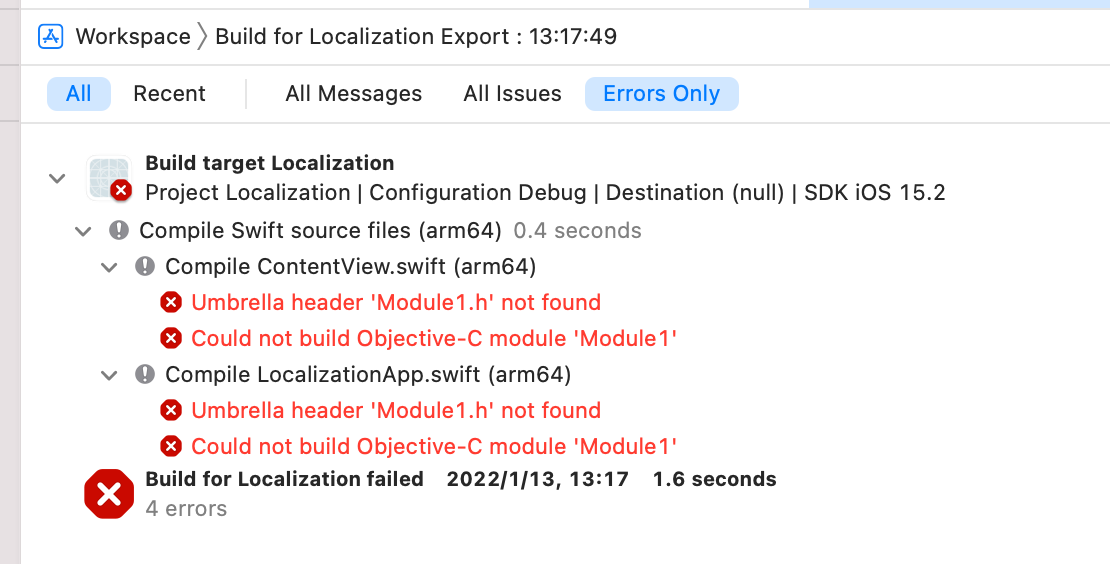 Workspace 〉 Build for Localization Export : 13:17:49
All Recent All Messages All Issues Errors Only
Build target Localization
Project Localization | Configuration Debug | Destination (null) | SDK iOS 15.2
Compile Swift source files (arm64) 0.4 seconds
Compile ContentView.swift (arm64)
Umbrella header 'Module1.h' not found
Could not build Objective-C module 'Module1'
Compile LocalizationApp.swift (arm64)
Umbrella header 'Module1.h' not found
Could not build Objective-C module 'Module1'
Build for Localization failed 2022/1/13, 13:17 1.6 seconds
4 errors